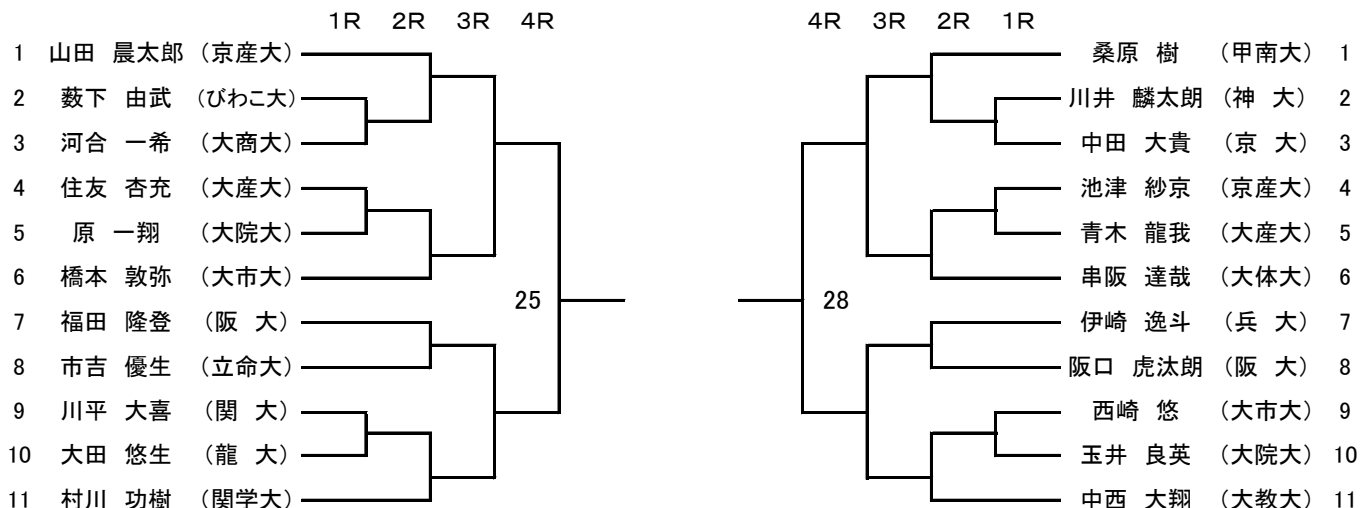 1R 2R 3R 4R
1 山田 晨太郎 (京産大)
2 薮下 由武 (びわこ大)
3 河合 一希 (大商大)
4 住友 杏充 (大産大)
5 原 一翔 (大院大)
6 橋本 敦弥 (大市大)
25
7 福田 隆登 (阪 大)
8 市吉 優生 (立命大)
9 川平 大喜 (関 大)
10 大田 悠生 (龍 大)
11 村川 功樹 (関学大)
4R 3R 2R 1R
桑原 樹 (甲南大) 1
川井 麟太朗 (神 大) 2
中田 大貴 (京 大) 3
池津 紗京 (京産大) 4
青木 龍我 (大産大) 5
串阪 達哉 (大体大) 6
28
伊崎 逸斗 (兵 大) 7
阪口 虎汰朗 (阪 大) 8
西崎 悠 (大市大) 9
玉井 良英 (大院大) 10
中西 大翔 (大教大) 11